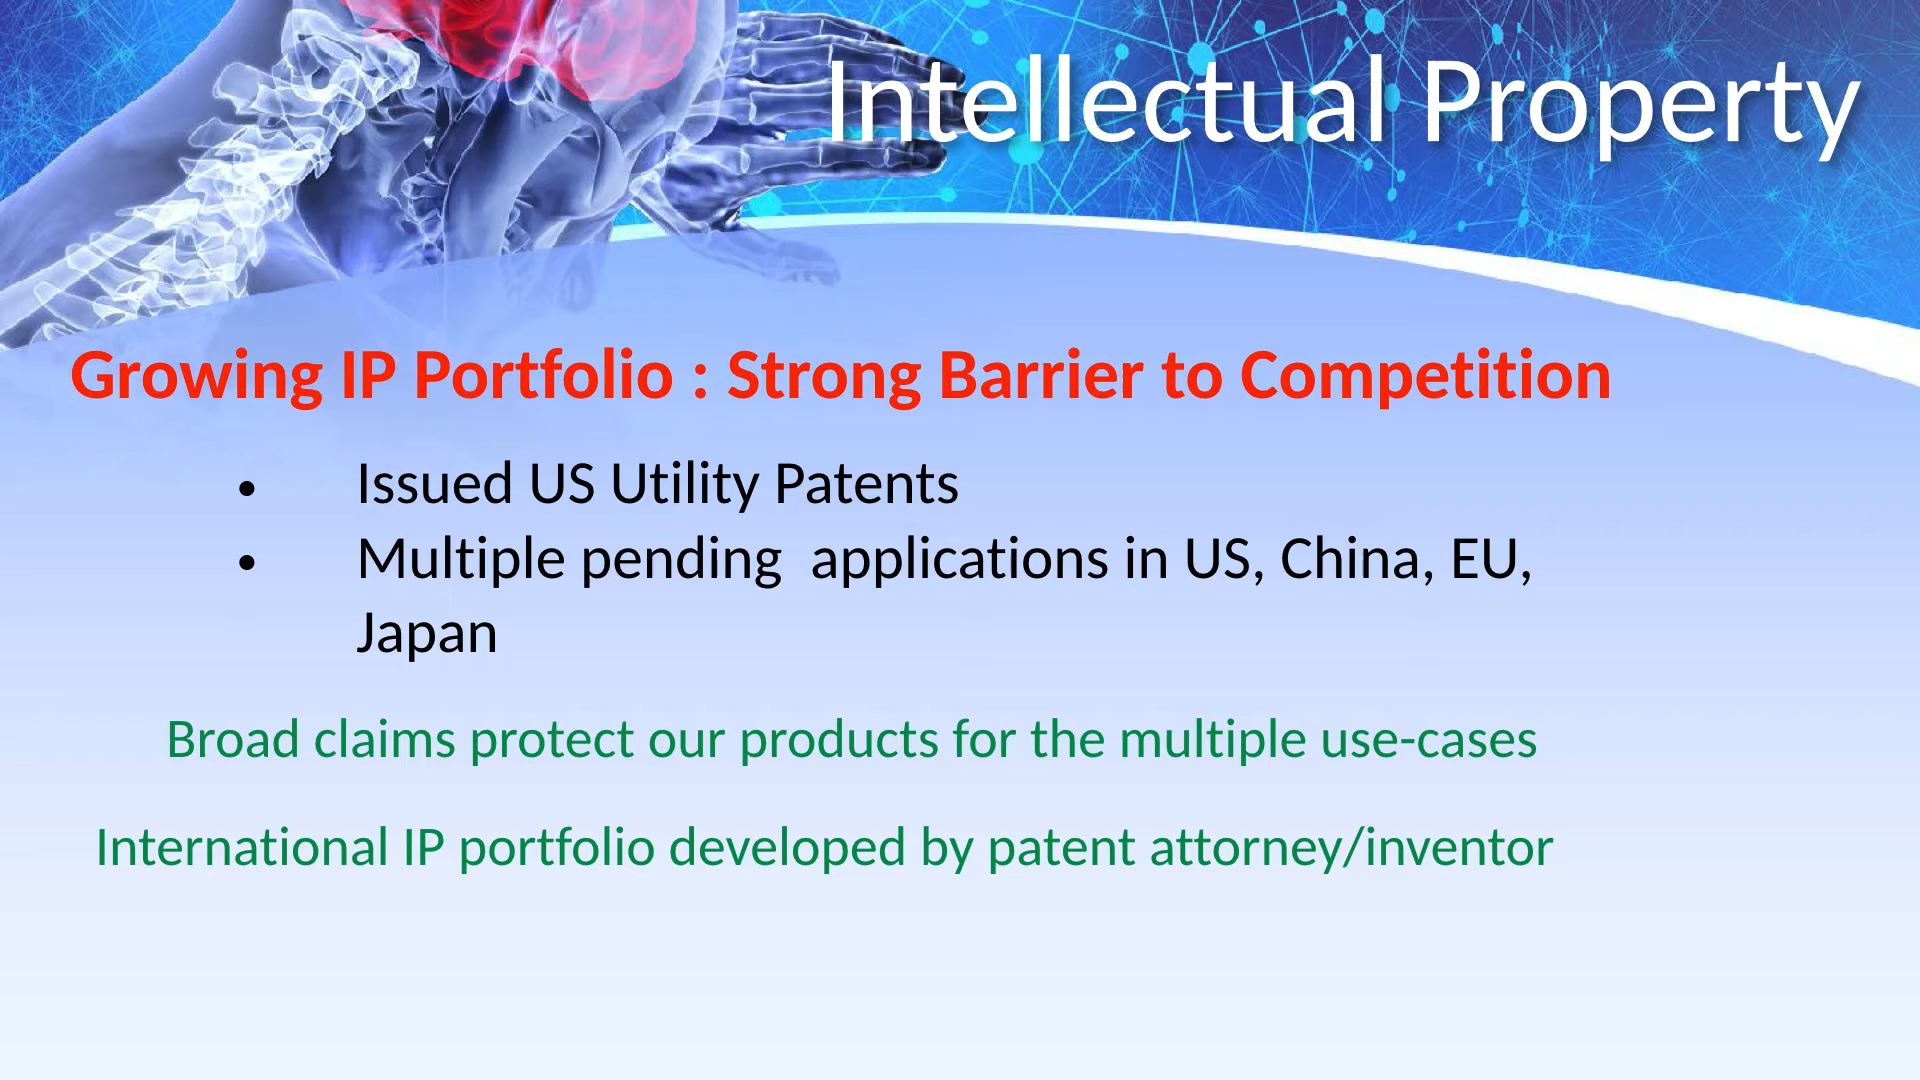 Intellectual Property
Growing IP Portfolio : Strong Barrier to Competition
• Issued US Utility Patents
• Multiple pending  applications in US, China, EU,
Japan
Broad claims protect our products for the multiple use-cases
International IP portfolio developed by patent attorney/inventor